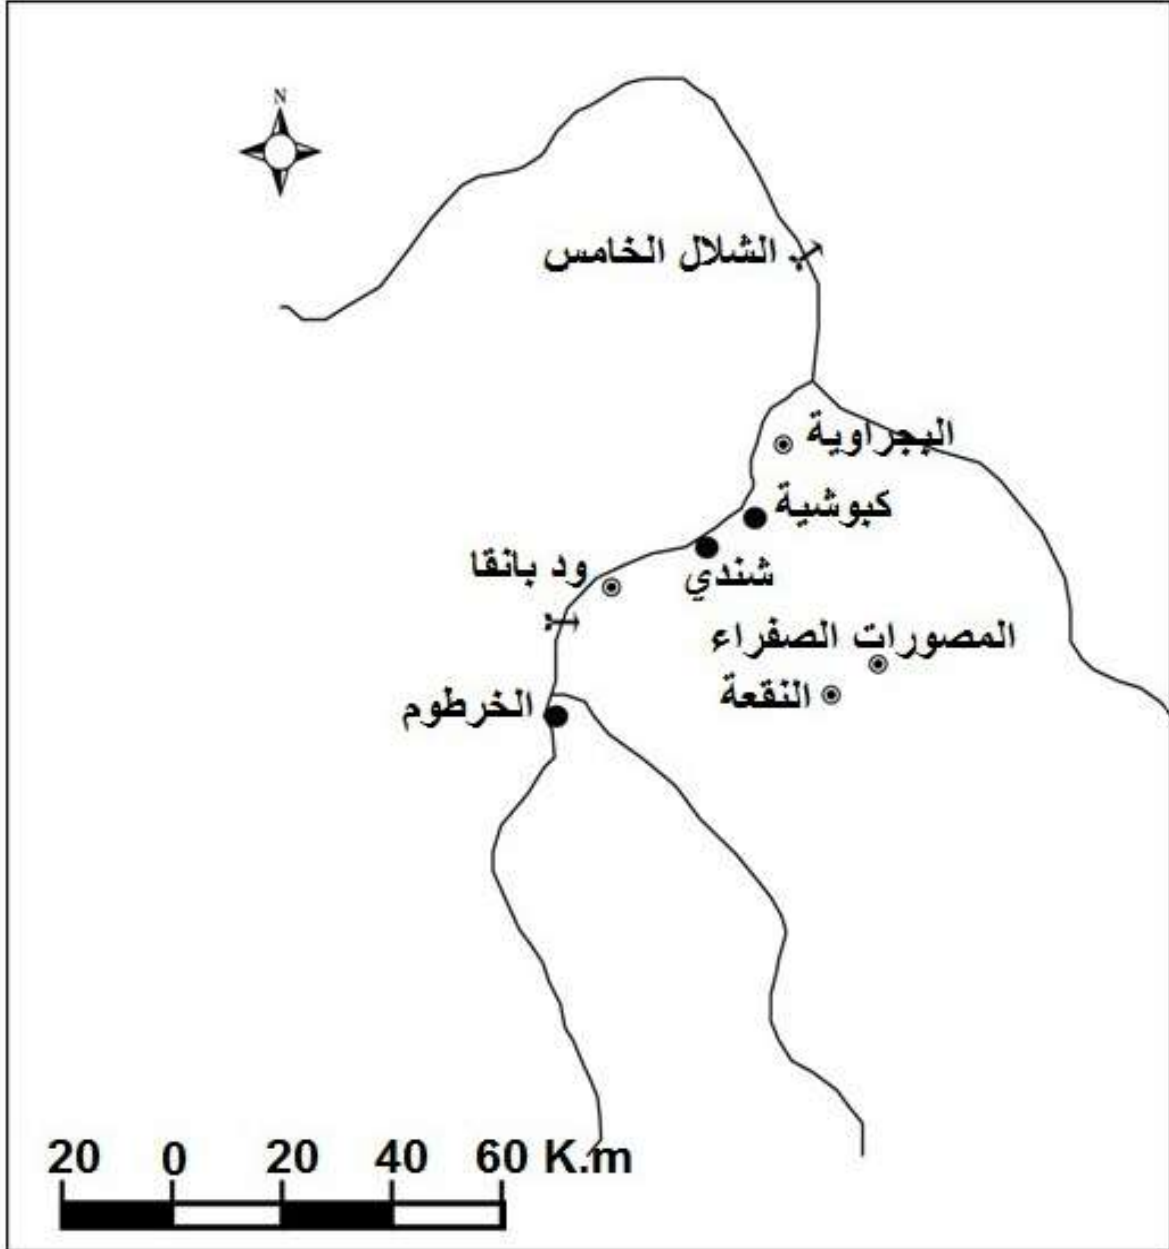 N
الشلال الخامس
البجراوية
كبوشية
شندي
ود بانقا
المصورات الصفراء
النقعة
الخرطوم
20 0 20 40 60 K.m